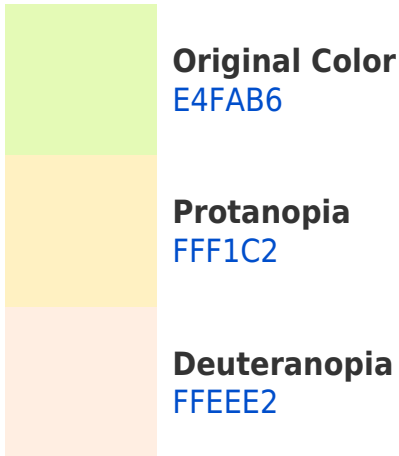 Original Color
E4FAB6
Protanopia
FFF1C2
Deuteranopia
FFEEE2